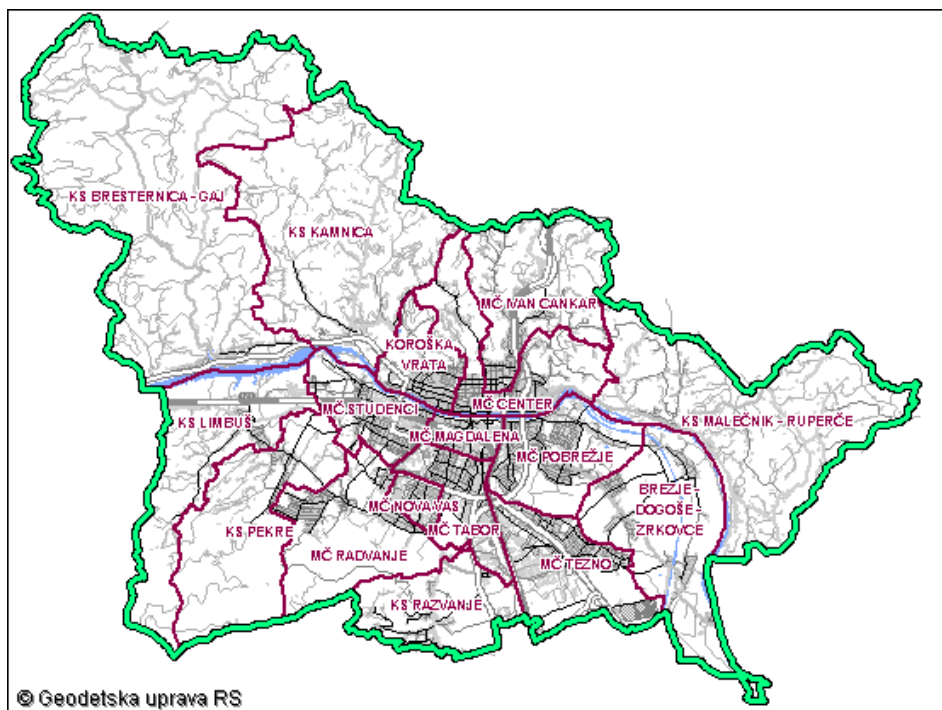 KS BRESTERNICA - GAJ
KS KAMNICA
MČ IVAN CANKAR
KOROŠKA
VRATA
MČ CENTER
MČ STUDENCI
KS LIMBUŠ
KS MALEČNIK - RUPERČE
MČ MAGDALENA
MČ POBREŽJE
BREZJE -
DOGOŠE -
ZRKOVCE
MČ NOVA VAS
KS PEKRE
MČ TABOR
MČ RADVANJE
MČ TEZNO
KS RAZVANJE
© Geodetska uprava RS